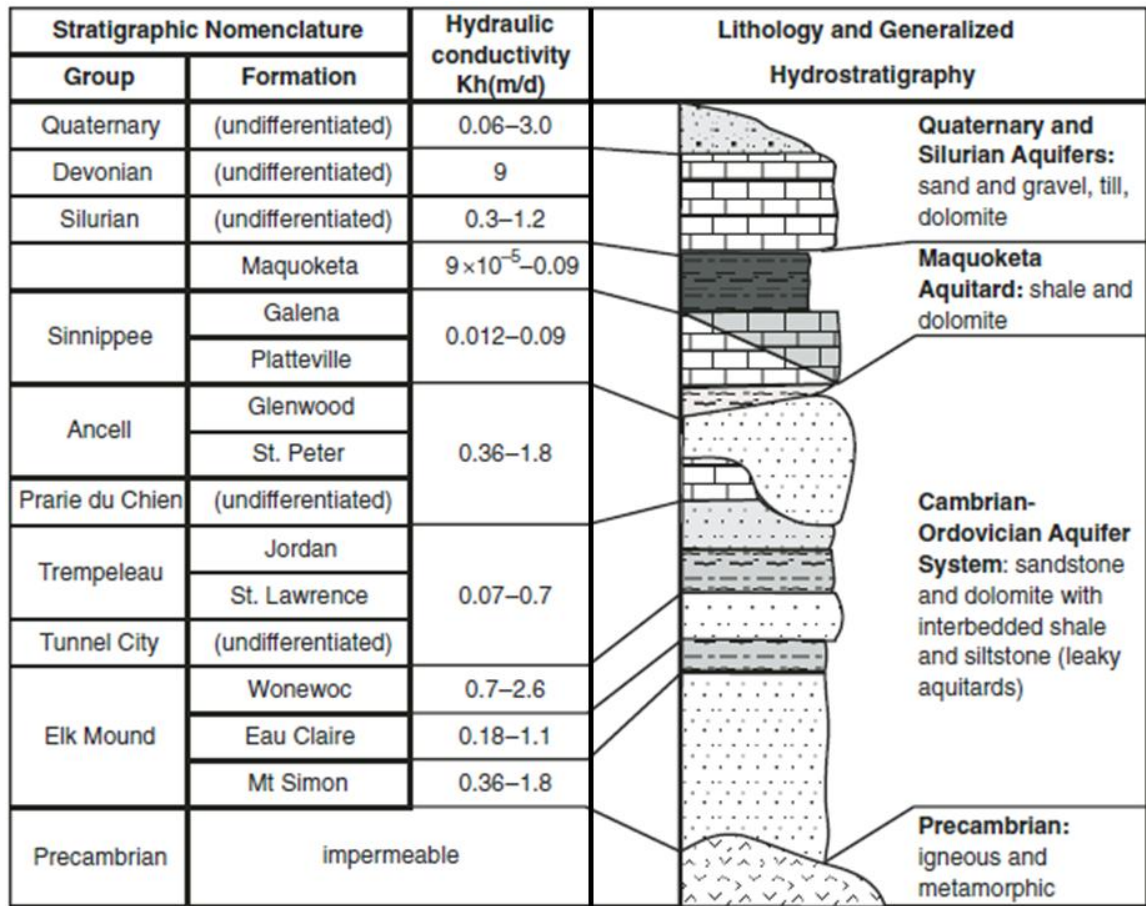 Stratigraphic Nomenclature
Hydraulic
conductivity
Kh(m/d)
Lithology and Generalized
Hydrostratigraphy
Group
Formation
Quaternary
(undifferentiated)
0.06–3.0
Devonian
(undifferentiated)
9
Silurian
(undifferentiated)
0.3–1.2
Maquoketa
9×10⁻⁵–0.09
Sinnippee
Galena
Platteville
0.012–0.09
Ancell
Glenwood
St. Peter
0.36–1.8
Prarie du Chien
(undifferentiated)
Trempeleau
Jordan
St. Lawrence
0.07–0.7
Tunnel City
(undifferentiated)
Elk Mound
Wonewoc
0.7–2.6
Eau Claire
0.18–1.1
Mt Simon
0.36–1.8
Precambrian
impermeable
Quaternary and
Silurian Aquifers:
sand and gravel, till,
dolomite
Maquoketa
Aquitard: shale and
dolomite
Cambrian-
Ordovician Aquifer
System: sandstone
and dolomite with
interbedded shale
and siltstone (leaky
aquitards)
Precambrian:
igneous and
metamorphic